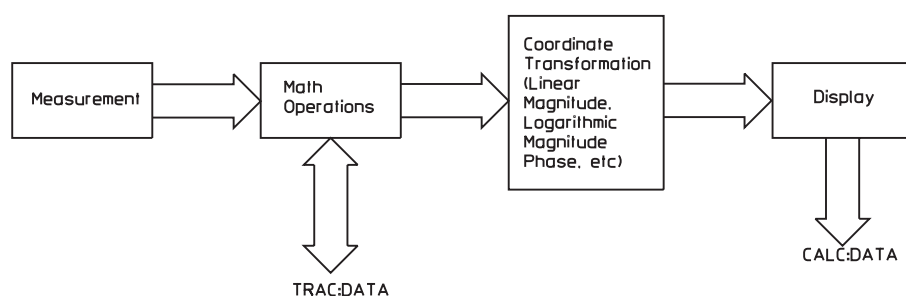 Measurement
Math
Operations
Coordinate
Transformation
(Linear
Magnitude,
Logarithmic
Magnitude
Phase, etc)
Display
TRAC:DATA
CALC:DATA